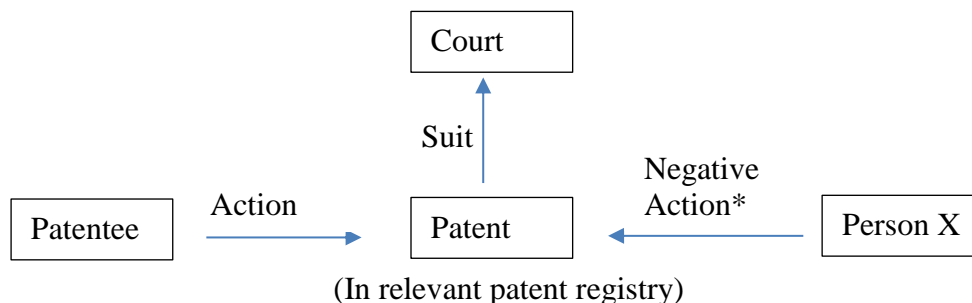 Court
Suit
Negative
Action*
Action
Patentee
Patent
Person X
(In relevant patent registry)